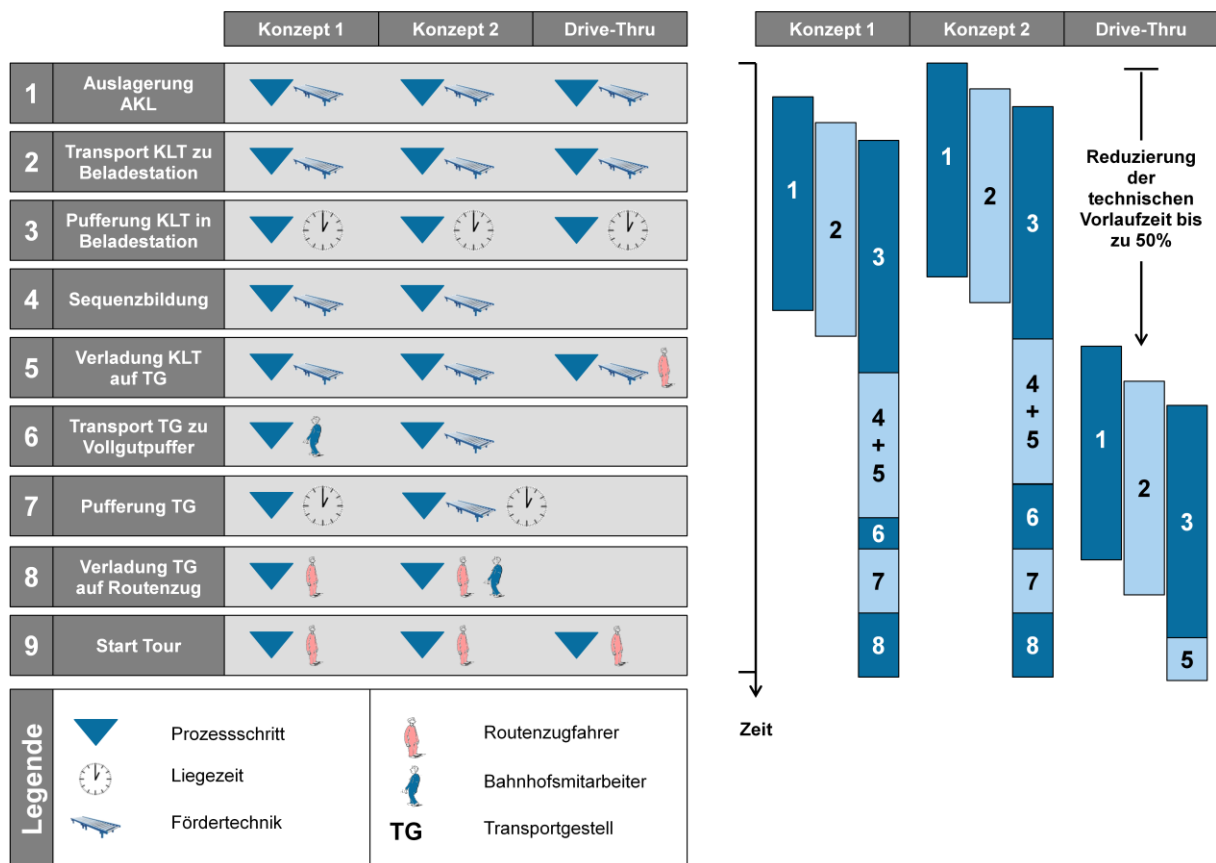 Konzept 1
Konzept 2
Drive-Thru
1
Auslagerung
AKL
2
Transport KLT zu
Beladestation
3
Pufferung KLT in
Beladestation
4
Sequenzbildung
5
Verladung KLT
auf TG
6
Transport TG zu
Vollgutpuffer
7
Pufferung TG
8
Verladung TG
auf Routenzug
9
Start Tour
Legende
Prozessschritt
Liegezeit
Fördertechnik
Routenzugfahrer
Bahnhofsmitarbeiter
TG
Transportgestell
Konzept 1
Konzept 2
Drive-Thru
1
2
3
4
+
5
6
7
8
1
2
3
4
+
5
6
7
8
Reduzierung
der
technischen
Vorlaufzeit bis
zu 50%
1
2
3
5
Zeit